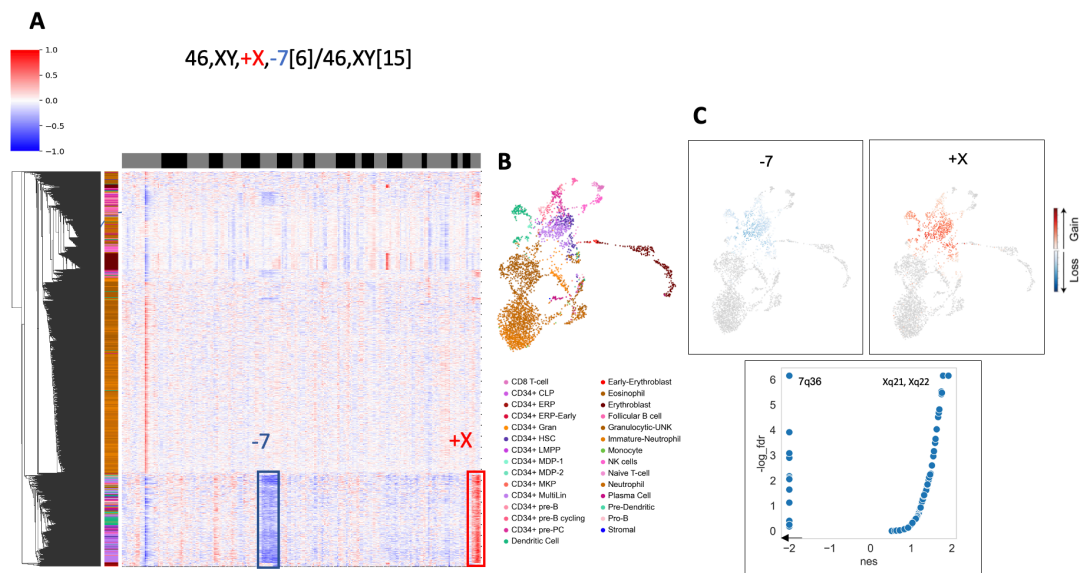 A
46,XY,+X,-7[6]/46,XY[15]
1.0
0.5
0.0
−0.5
−1.0
-7
+X
B
CD8 T-cell
CD34+ CLP
CD34+ ERP
CD34+ ERP-Early
CD34+ Gran
CD34+ HSC
CD34+ LMPP
CD34+ MDP-1
CD34+ MDP-2
CD34+ MKP
CD34+ MultiLin
CD34+ pre-B
CD34+ pre-B cycling
CD34+ pre-PC
Dendritic Cell
Early-Erythroblast
Eosinophil
Erythroblast
Follicular B cell
Granulocytic-UNK
Immature-Neutrophil
Monocyte
NK cells
Naive T-cell
Neutrophil
Plasma Cell
Pre-Dendritic
Pro-B
Stromal
C
-7
+X
Gain
Loss
7q36
Xq21, Xq22
-log_fdr
6
5
4
3
2
1
0
−2
0
1
2
nes